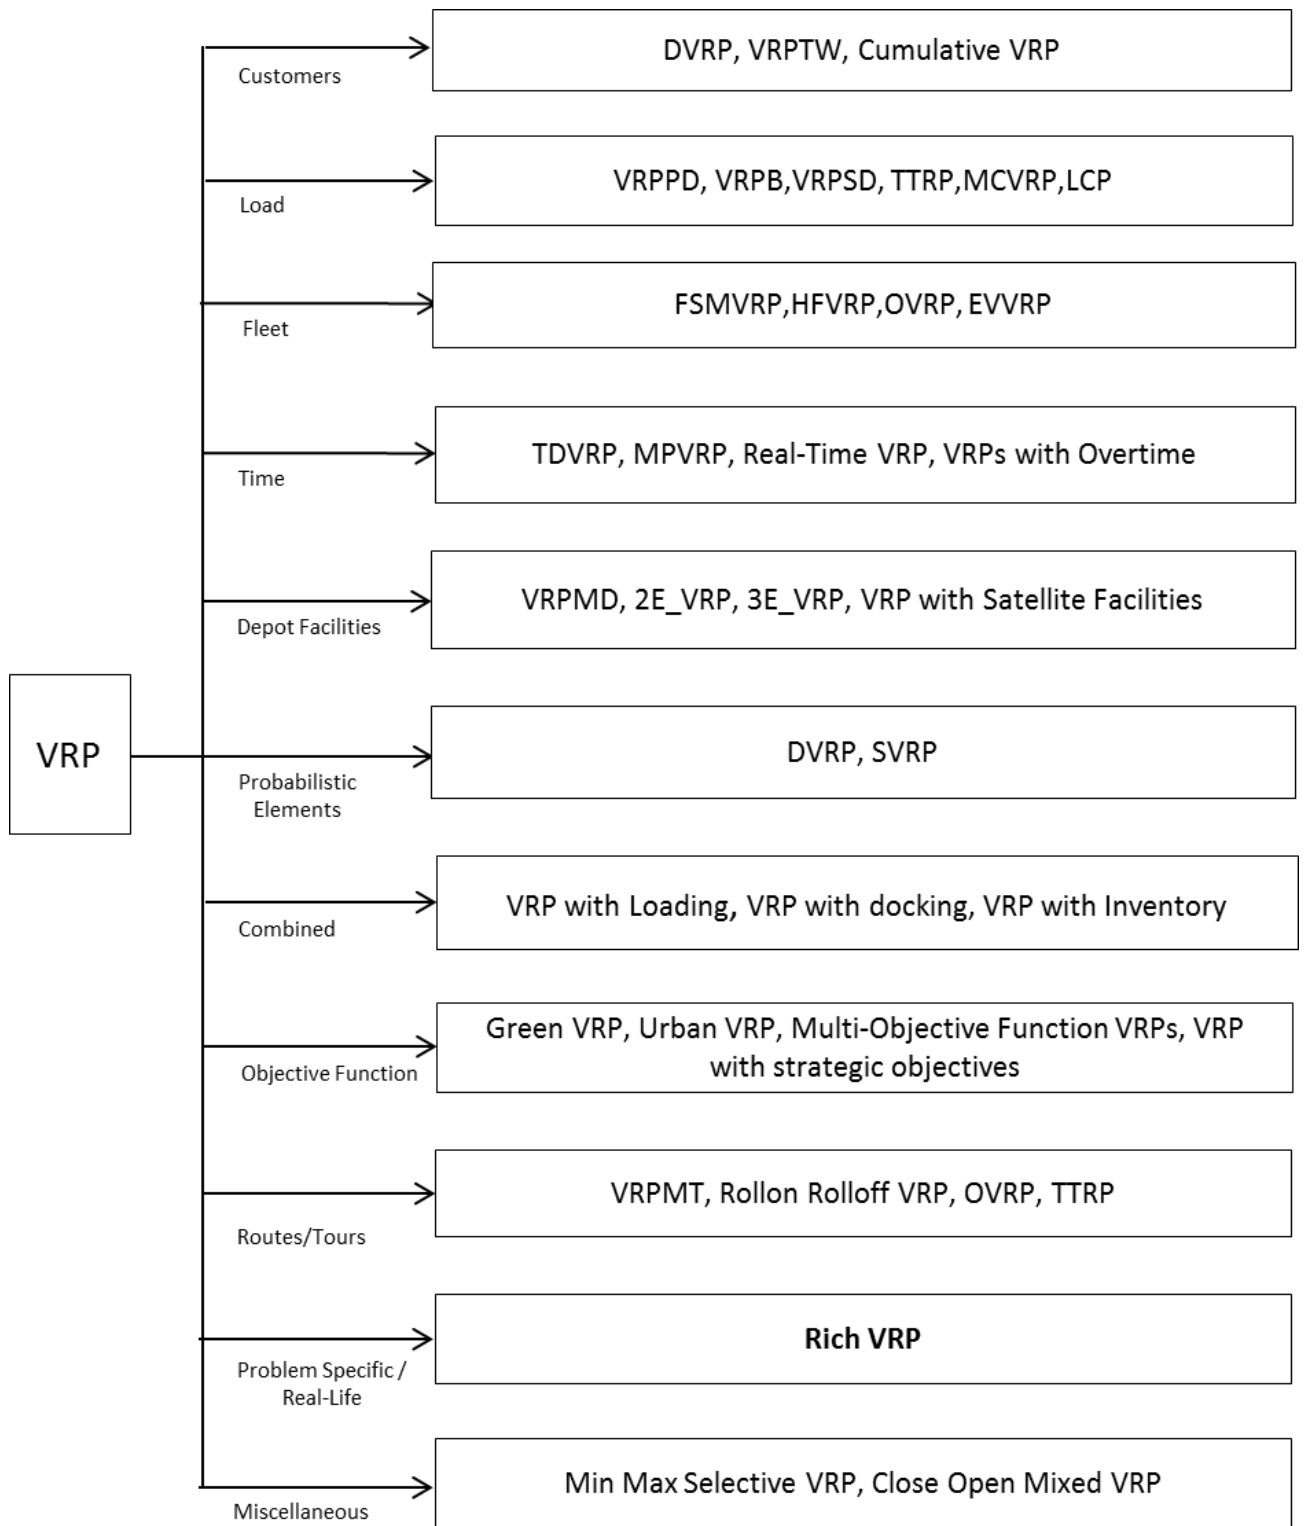 DVRP, VRPTW, Cumulative VRP
Customers
VRPPD, VRPB,VRPSD, TTRP,MCVRP,LCP
Load
FSMVRP,HFVRP,OVRP, EVVRP
Fleet
TDVRP, MPVRP, Real-Time VRP, VRPs with Overtime
Time
VRPMD, 2E_VRP, 3E_VRP, VRP with Satellite Facilities
Depot Facilities
VRP
DVRP, SVRP
Probabilistic
Elements
VRP with Loading, VRP with docking, VRP with Inventory
Combined
Green VRP, Urban VRP, Multi-Objective Function VRPs, VRP
with strategic objectives
Objective Function
VRPMT, Rollon Rolloff VRP, OVRP, TTRP
Routes/Tours
Rich VRP
Problem Specific /
Real-Life
Min Max Selective VRP, Close Open Mixed VRP
Miscellaneous